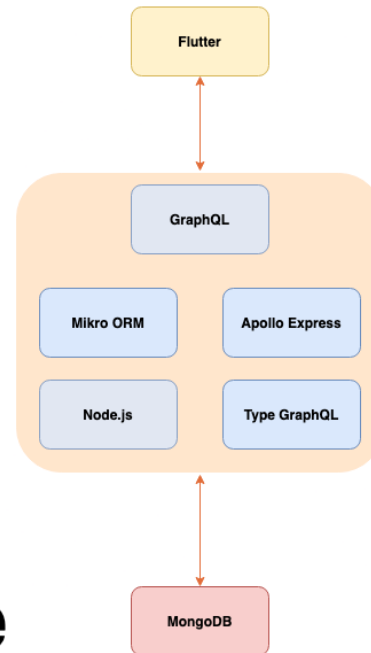 Flutter
GraphQL
Mikro ORM
Apollo Express
Node.js
Type GraphQL
e
MongoDB